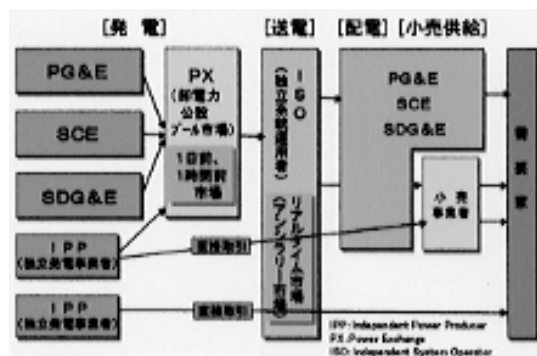 [発 電]
[送電]
[配電] [小売供給]
PG&E
SCE
SDG&E
IPP
(独立発電事業者)
IPP
(独立発電事業者)
PX
(卸電力
公設
プール市場)
1日前、
1時間前
市場
直接取引
直接取引
ISO
(独立系統運用者)
リアルタイム市場
(アンシラリー市場)
PG&E
SCE
SDG&E
小 売
事業者
需要家
IPP: Independent Power Producer
PX: Power Exchange
ISO: Independent System Operator